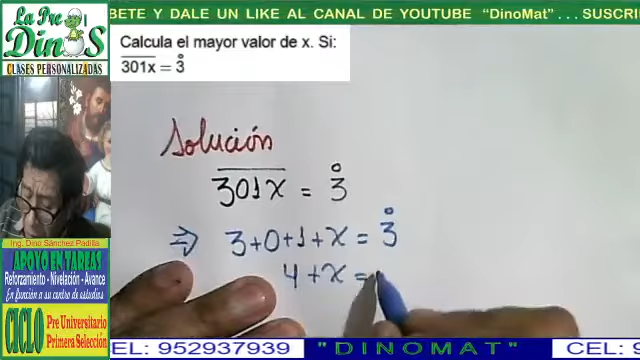 BETE Y DALE UN LIKE AL CANAL DE YOUTUBE “DinoMat”... SUSCRI
La Pre
DinoS
CLASES PERSONALIZADAS
Calcula el mayor valor de x. Si:
301x = 3̊
Solución
301x = 3̊
⇒ 3+0+1+x = 3̊
4+x =
Ing. Dino Sánchez Padilla
APOYO EN TAREAS
Reforzamiento - Nivelación - Avance
En función a su centro de estudios
CICLO Pre Universitario
Primera Selección
EL: 952937939 "DINOMAT" CEL: 9